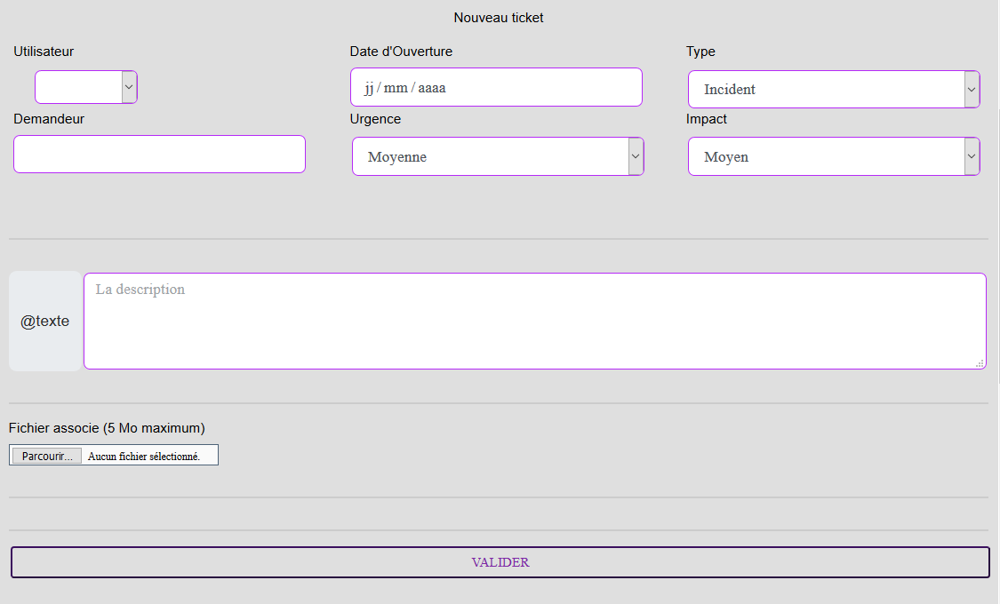 Nouveau ticket
Utilisateur
Date d'Ouverture
Type
jj / mm / aaaa
Incident
Demandeur
Urgence
Impact
Moyenne
Moyen
@texte
La description
Fichier associe (5 Mo maximum)
Parcourir... Aucun fichier sélectionné.
VALIDER